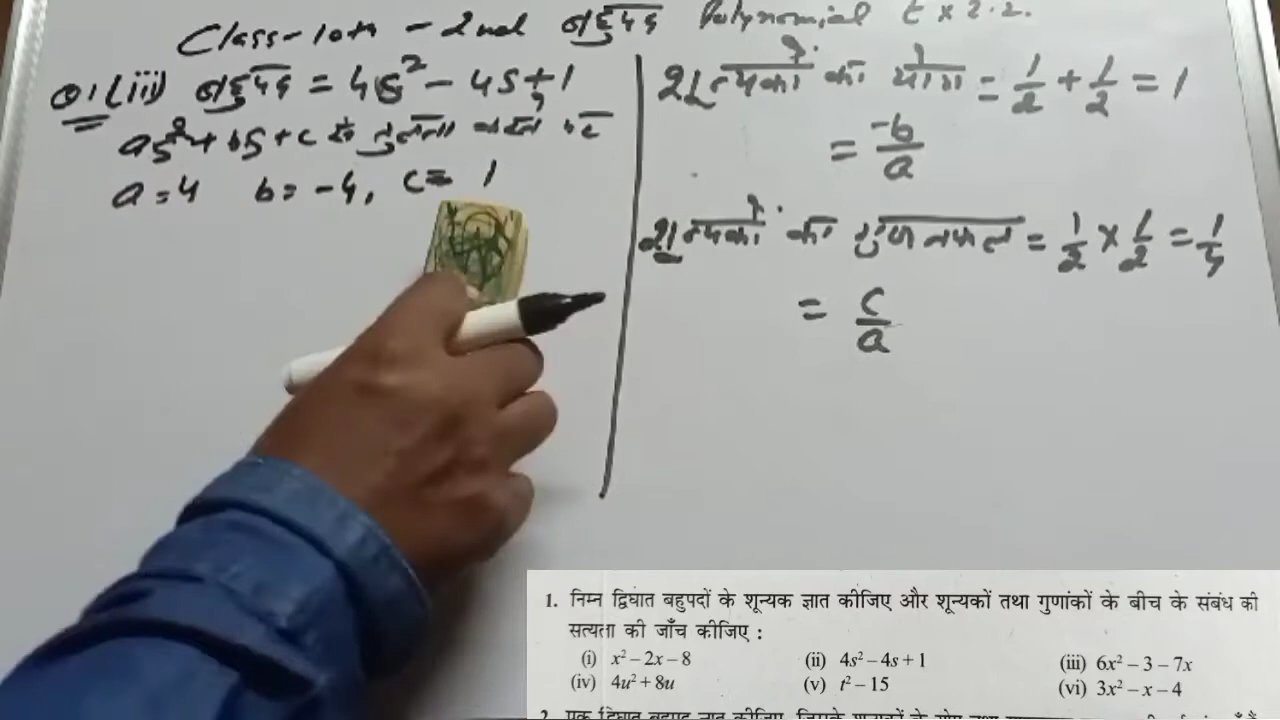 Class-10th - 2nd बहुपद Polynomial Ex 2.2.
Q.1(iii) बहुपद = 4s² - 4s + 1
as² + bs + c से तुलना करने पर
a = 4 b = -4, c = 1
शून्यकों का योग = 1/2 + 1/2 = 1
= -b/a
शून्यकों का गुणनफल = 1/2 × 1/2 = 1/4
= c/a
1. निम्न द्विघात बहुपदों के शून्यक ज्ञात कीजिए और शून्यकों तथा गुणांकों के बीच के संबंध की
सत्यता की जाँच कीजिए :
(i) x² – 2x – 8 (ii) 4s² – 4s + 1 (iii) 6x² – 3 – 7x
(iv) 4u² + 8u (v) t² – 15 (vi) 3x² – x – 4